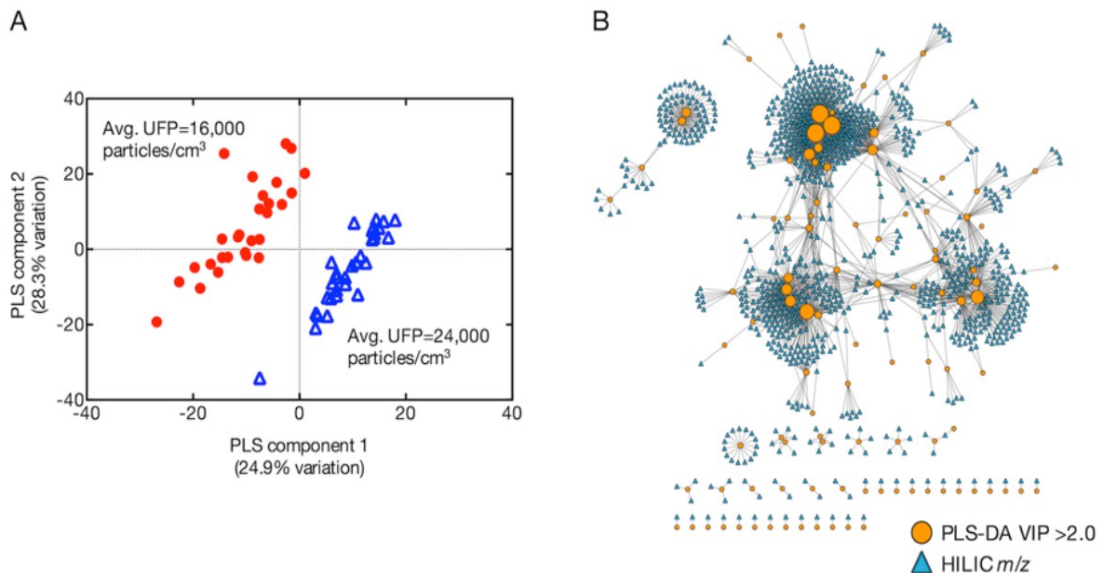 A
40
20
0
-20
-40
-40
-20
0
20
40
PLS component 2
(28.3% variation)
Avg. UFP=16,000
particles/cm³
Avg. UFP=24,000
particles/cm³
PLS component 1
(24.9% variation)
B
PLS-DA VIP >2.0
HILIC m/z